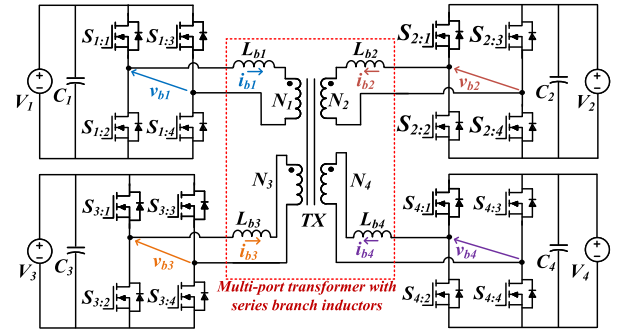 S1:1 S1:3 Lb1 Lb2 S2:1 S2:3
V1 C1 vb1 ib1 N1 N2 ib2 vb2 C2 V2
S1:2 S1:4 S2:2 S2:4
S3:1 S3:3 N3 N4 S4:1 S4:3
Lb3 TX Lb4
V3 C3 vb3 ib3 ib4 vb4 C4 V4
S3:2 S3:4 S4:2 S4:4
Multi-port transformer with
series branch inductors